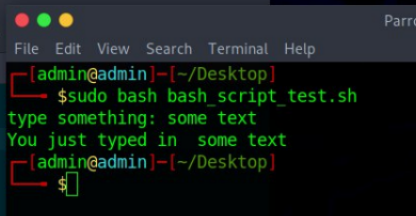 Parro
File Edit View Search Terminal Help
┌─[admin@admin]─[~/Desktop]
└──╼ $sudo bash bash_script_test.sh
type something: some text
You just typed in  some text
┌─[admin@admin]─[~/Desktop]
└──╼ $